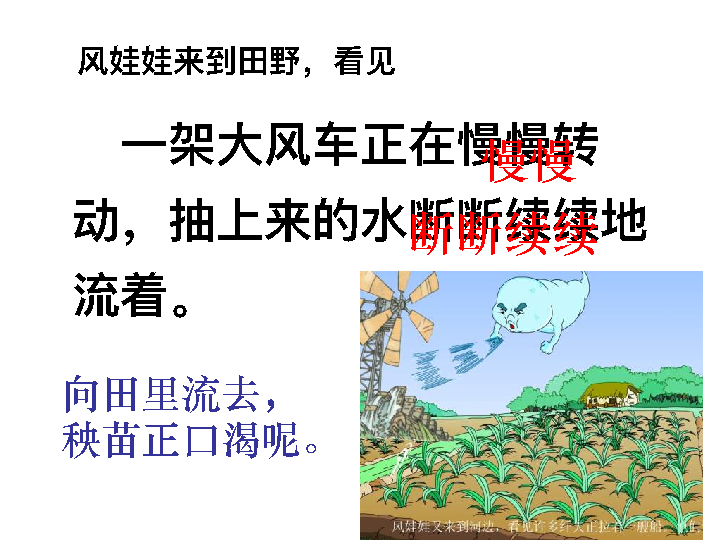 风娃娃来到田野，看见
一架大风车正在慢慢转
慢慢
动，抽上来的水断断续续地
断断续续
流着。
向田里流去，
秧苗正口渴呢。
风娃娃又来到河边，看见许多纤夫正拉着一艘船